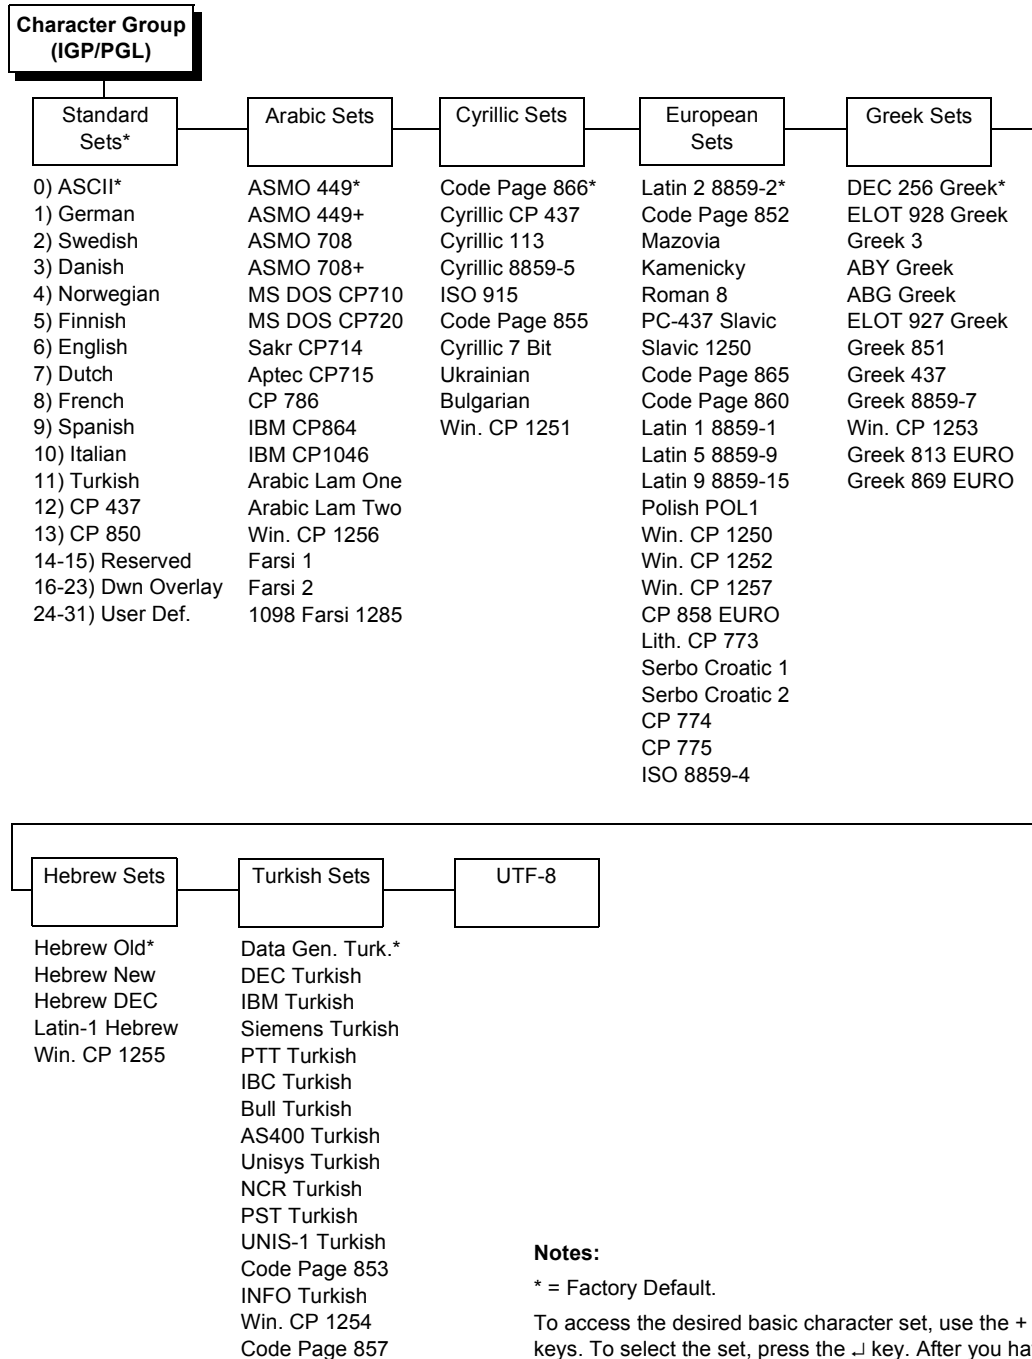 Character Group
(IGP/PGL)
Standard
Sets*
Arabic Sets
Cyrillic Sets
European
Sets
Greek Sets
0) ASCII*
1) German
2) Swedish
3) Danish
4) Norwegian
5) Finnish
6) English
7) Dutch
8) French
9) Spanish
10) Italian
11) Turkish
12) CP 437
13) CP 850
14-15) Reserved
16-23) Dwn Overlay
24-31) User Def.
ASMO 449*
ASMO 449+
ASMO 708
ASMO 708+
MS DOS CP710
MS DOS CP720
Sakr CP714
Aptec CP715
CP 786
IBM CP864
IBM CP1046
Arabic Lam One
Arabic Lam Two
Win. CP 1256
Farsi 1
Farsi 2
1098 Farsi 1285
Code Page 866*
Cyrillic CP 437
Cyrillic 113
Cyrillic 8859-5
ISO 915
Code Page 855
Cyrillic 7 Bit
Ukrainian
Bulgarian
Win. CP 1251
Latin 2 8859-2*
Code Page 852
Mazovia
Kamenicky
Roman 8
PC-437 Slavic
Slavic 1250
Code Page 865
Code Page 860
Latin 1 8859-1
Latin 5 8859-9
Latin 9 8859-15
Polish POL1
Win. CP 1250
Win. CP 1252
Win. CP 1257
CP 858 EURO
Lith. CP 773
Serbo Croatic 1
Serbo Croatic 2
CP 774
CP 775
ISO 8859-4
DEC 256 Greek*
ELOT 928 Greek
Greek 3
ABY Greek
ABG Greek
ELOT 927 Greek
Greek 851
Greek 437
Greek 8859-7
Win. CP 1253
Greek 813 EURO
Greek 869 EURO
Hebrew Sets
Turkish Sets
UTF-8
Hebrew Old*
Hebrew New
Hebrew DEC
Latin-1 Hebrew
Win. CP 1255
Data Gen. Turk.*
DEC Turkish
IBM Turkish
Siemens Turkish
PTT Turkish
IBC Turkish
Bull Turkish
AS400 Turkish
Unisys Turkish
NCR Turkish
PST Turkish
UNIS-1 Turkish
Code Page 853
INFO Turkish
Win. CP 1254
Code Page 857
Notes:
* = Factory Default.
To access the desired basic character set, use the +
keys. To select the set, press the ↵ key. After you ha